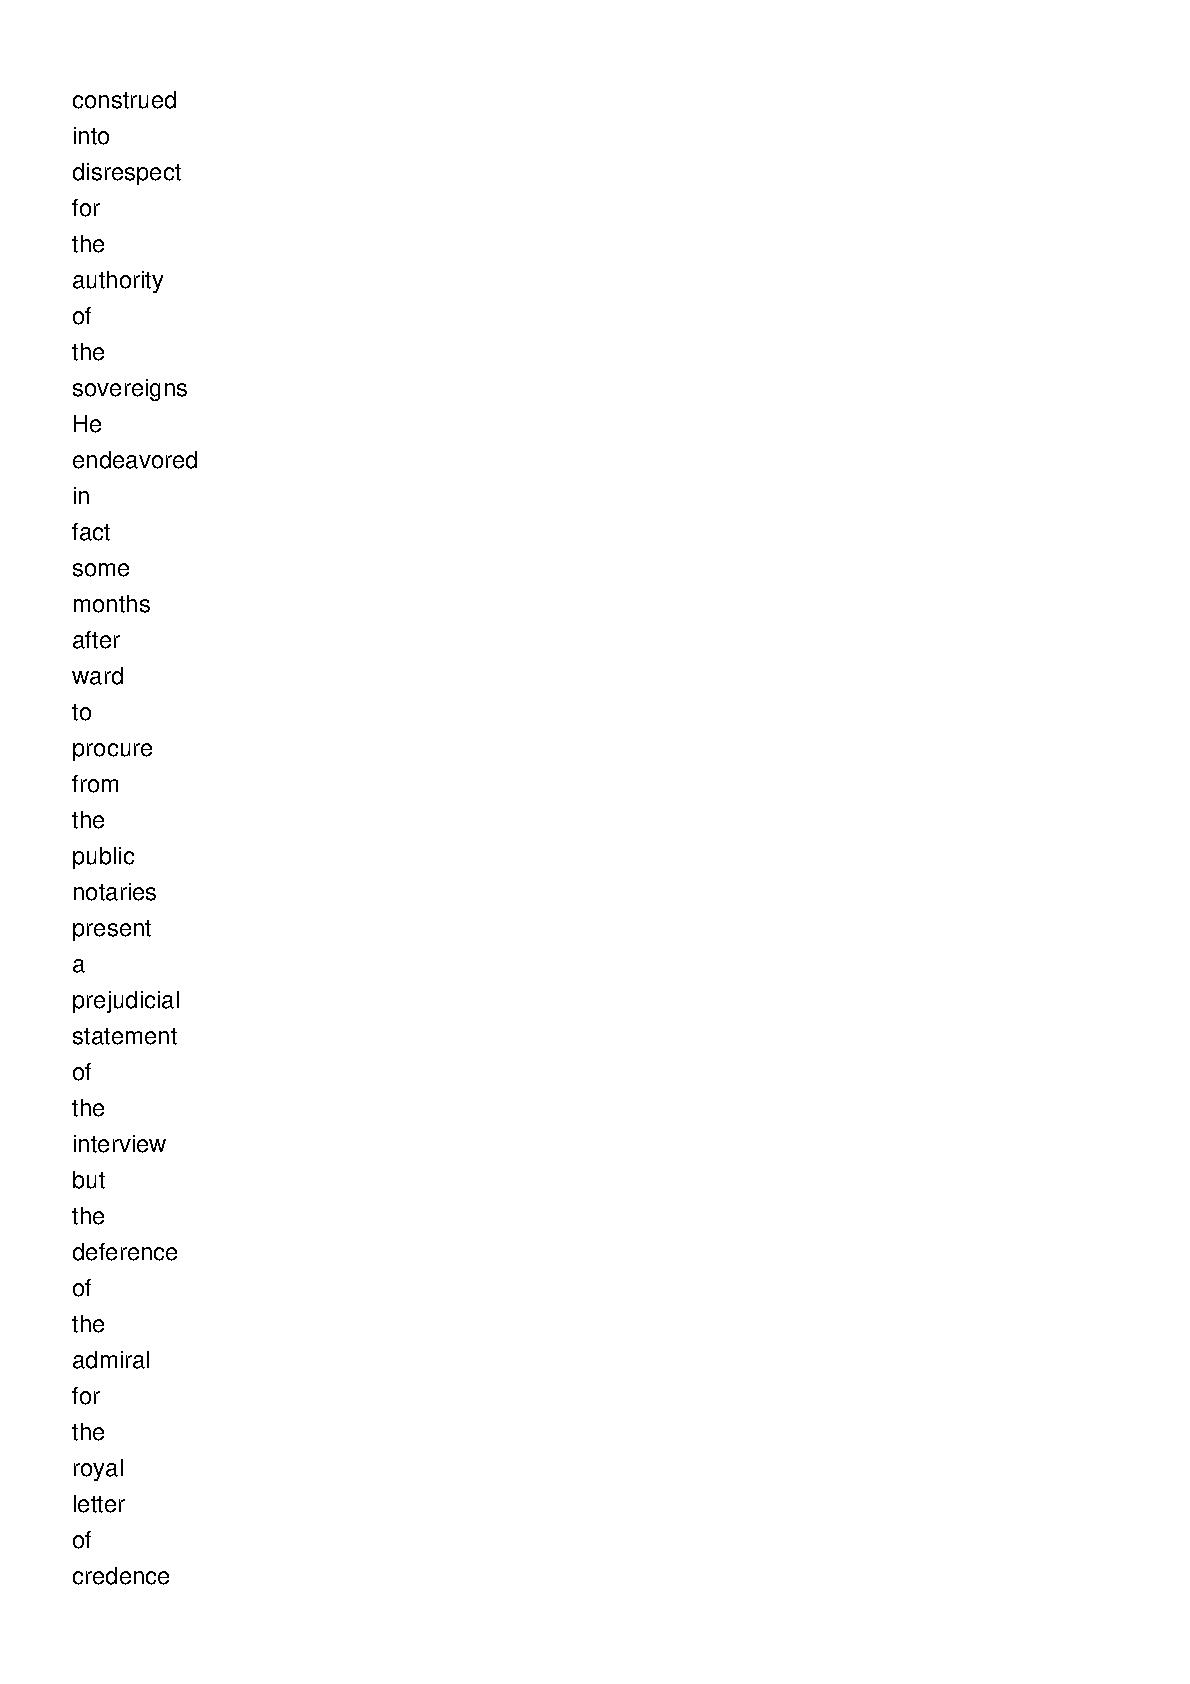 construed
into
disrespect
for
the
authority
of
the
sovereigns
He
endeavored
in
fact
some
months
after
ward
to
procure
from
the
public
notaries
present
a
prejudicial
statement
of
the
interview
but
the
deference
of
the
admiral
for
the
royal
letter
of
credence